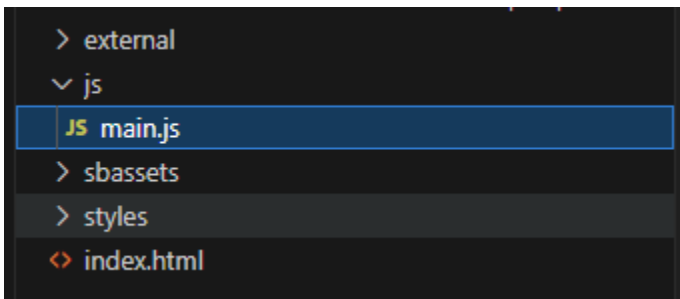 external
js
JS main.js
sbassets
styles
index.html